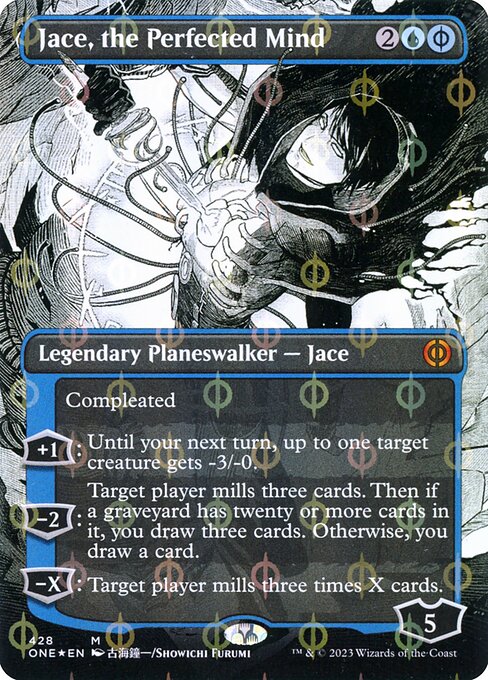 Jace, the Perfected Mind 2
Legendary Planeswalker — Jace
Compleated
+1: Until your next turn, up to one target
creature gets -3/-0.
-2: Target player mills three cards. Then if
a graveyard has twenty or more cards in
it, you draw three cards. Otherwise, you
draw a card.
-X: Target player mills three times X cards.
5
428 M
ONE★EN 古海鐘一/SHOWICHI FURUMI
™ & © 2023 Wizards of the Coast